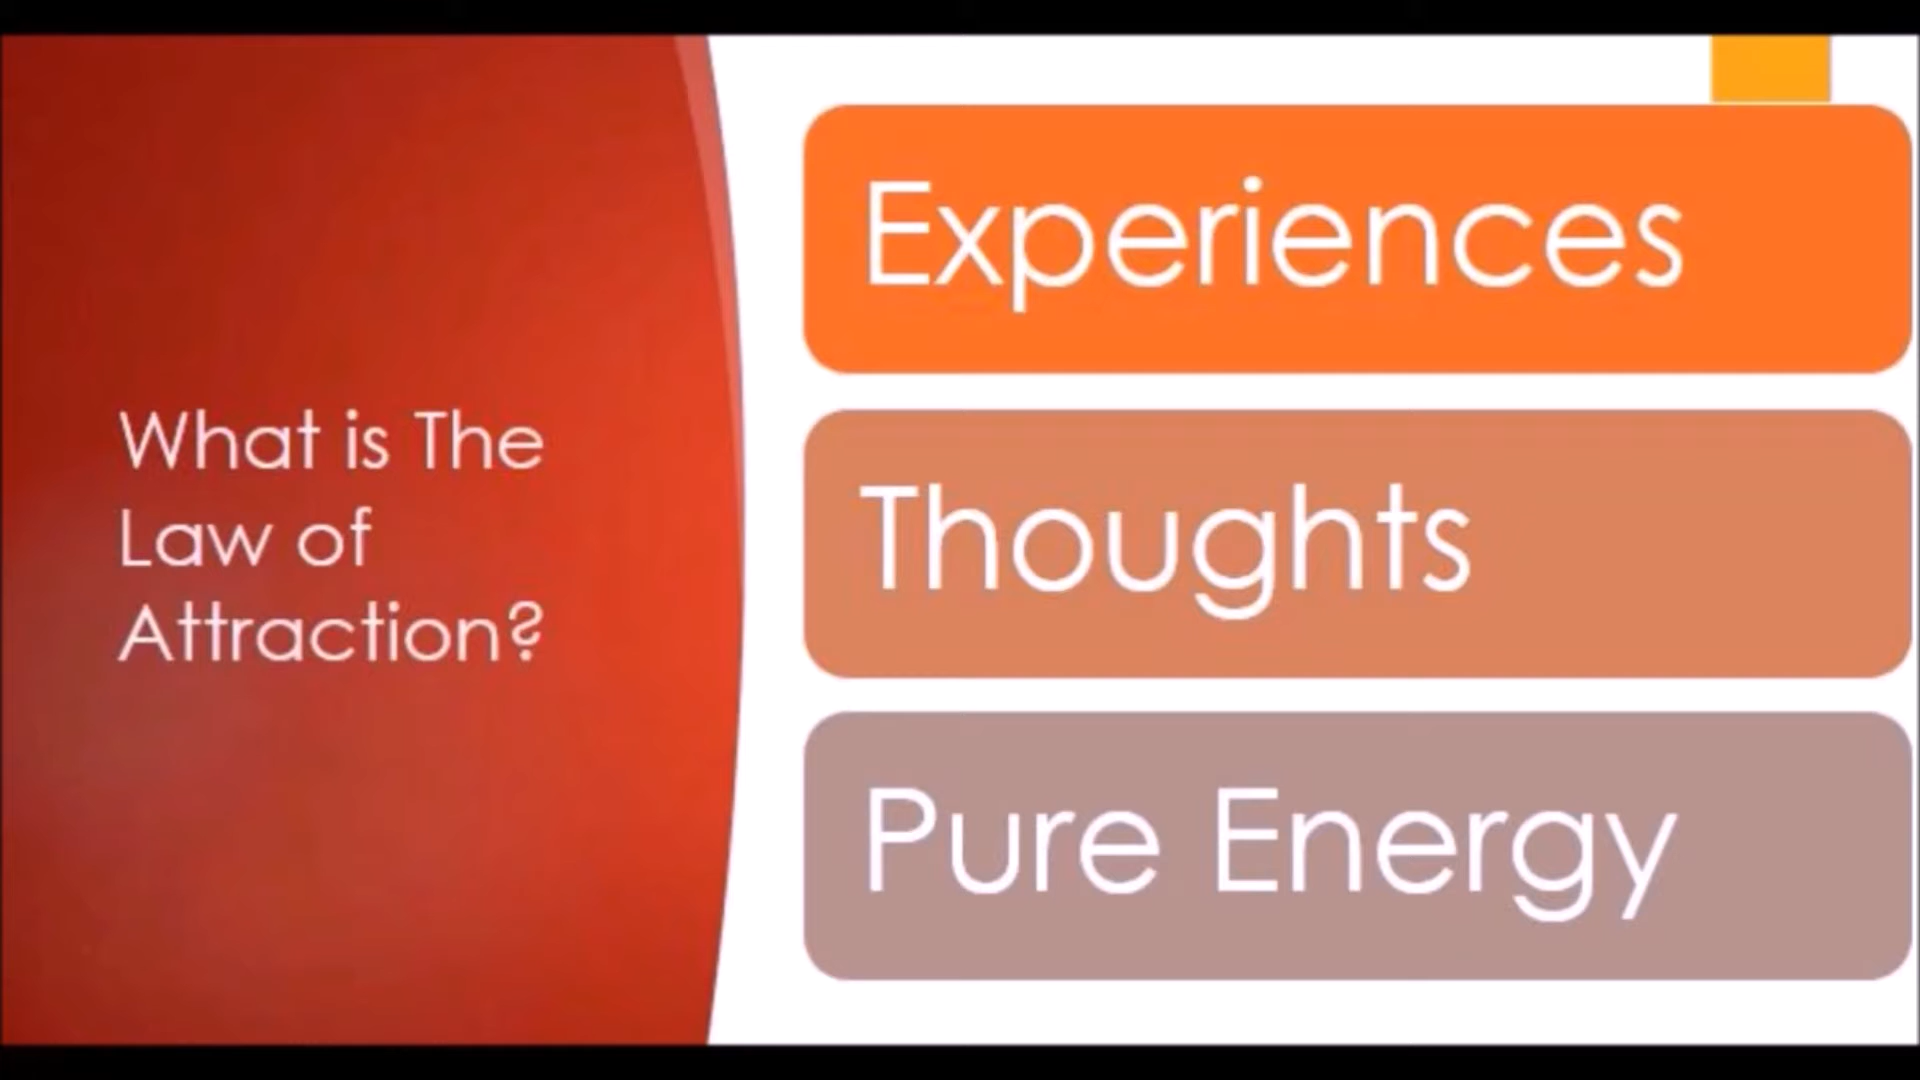 What is The
Law of
Attraction?
Experiences
Thoughts
Pure Energy